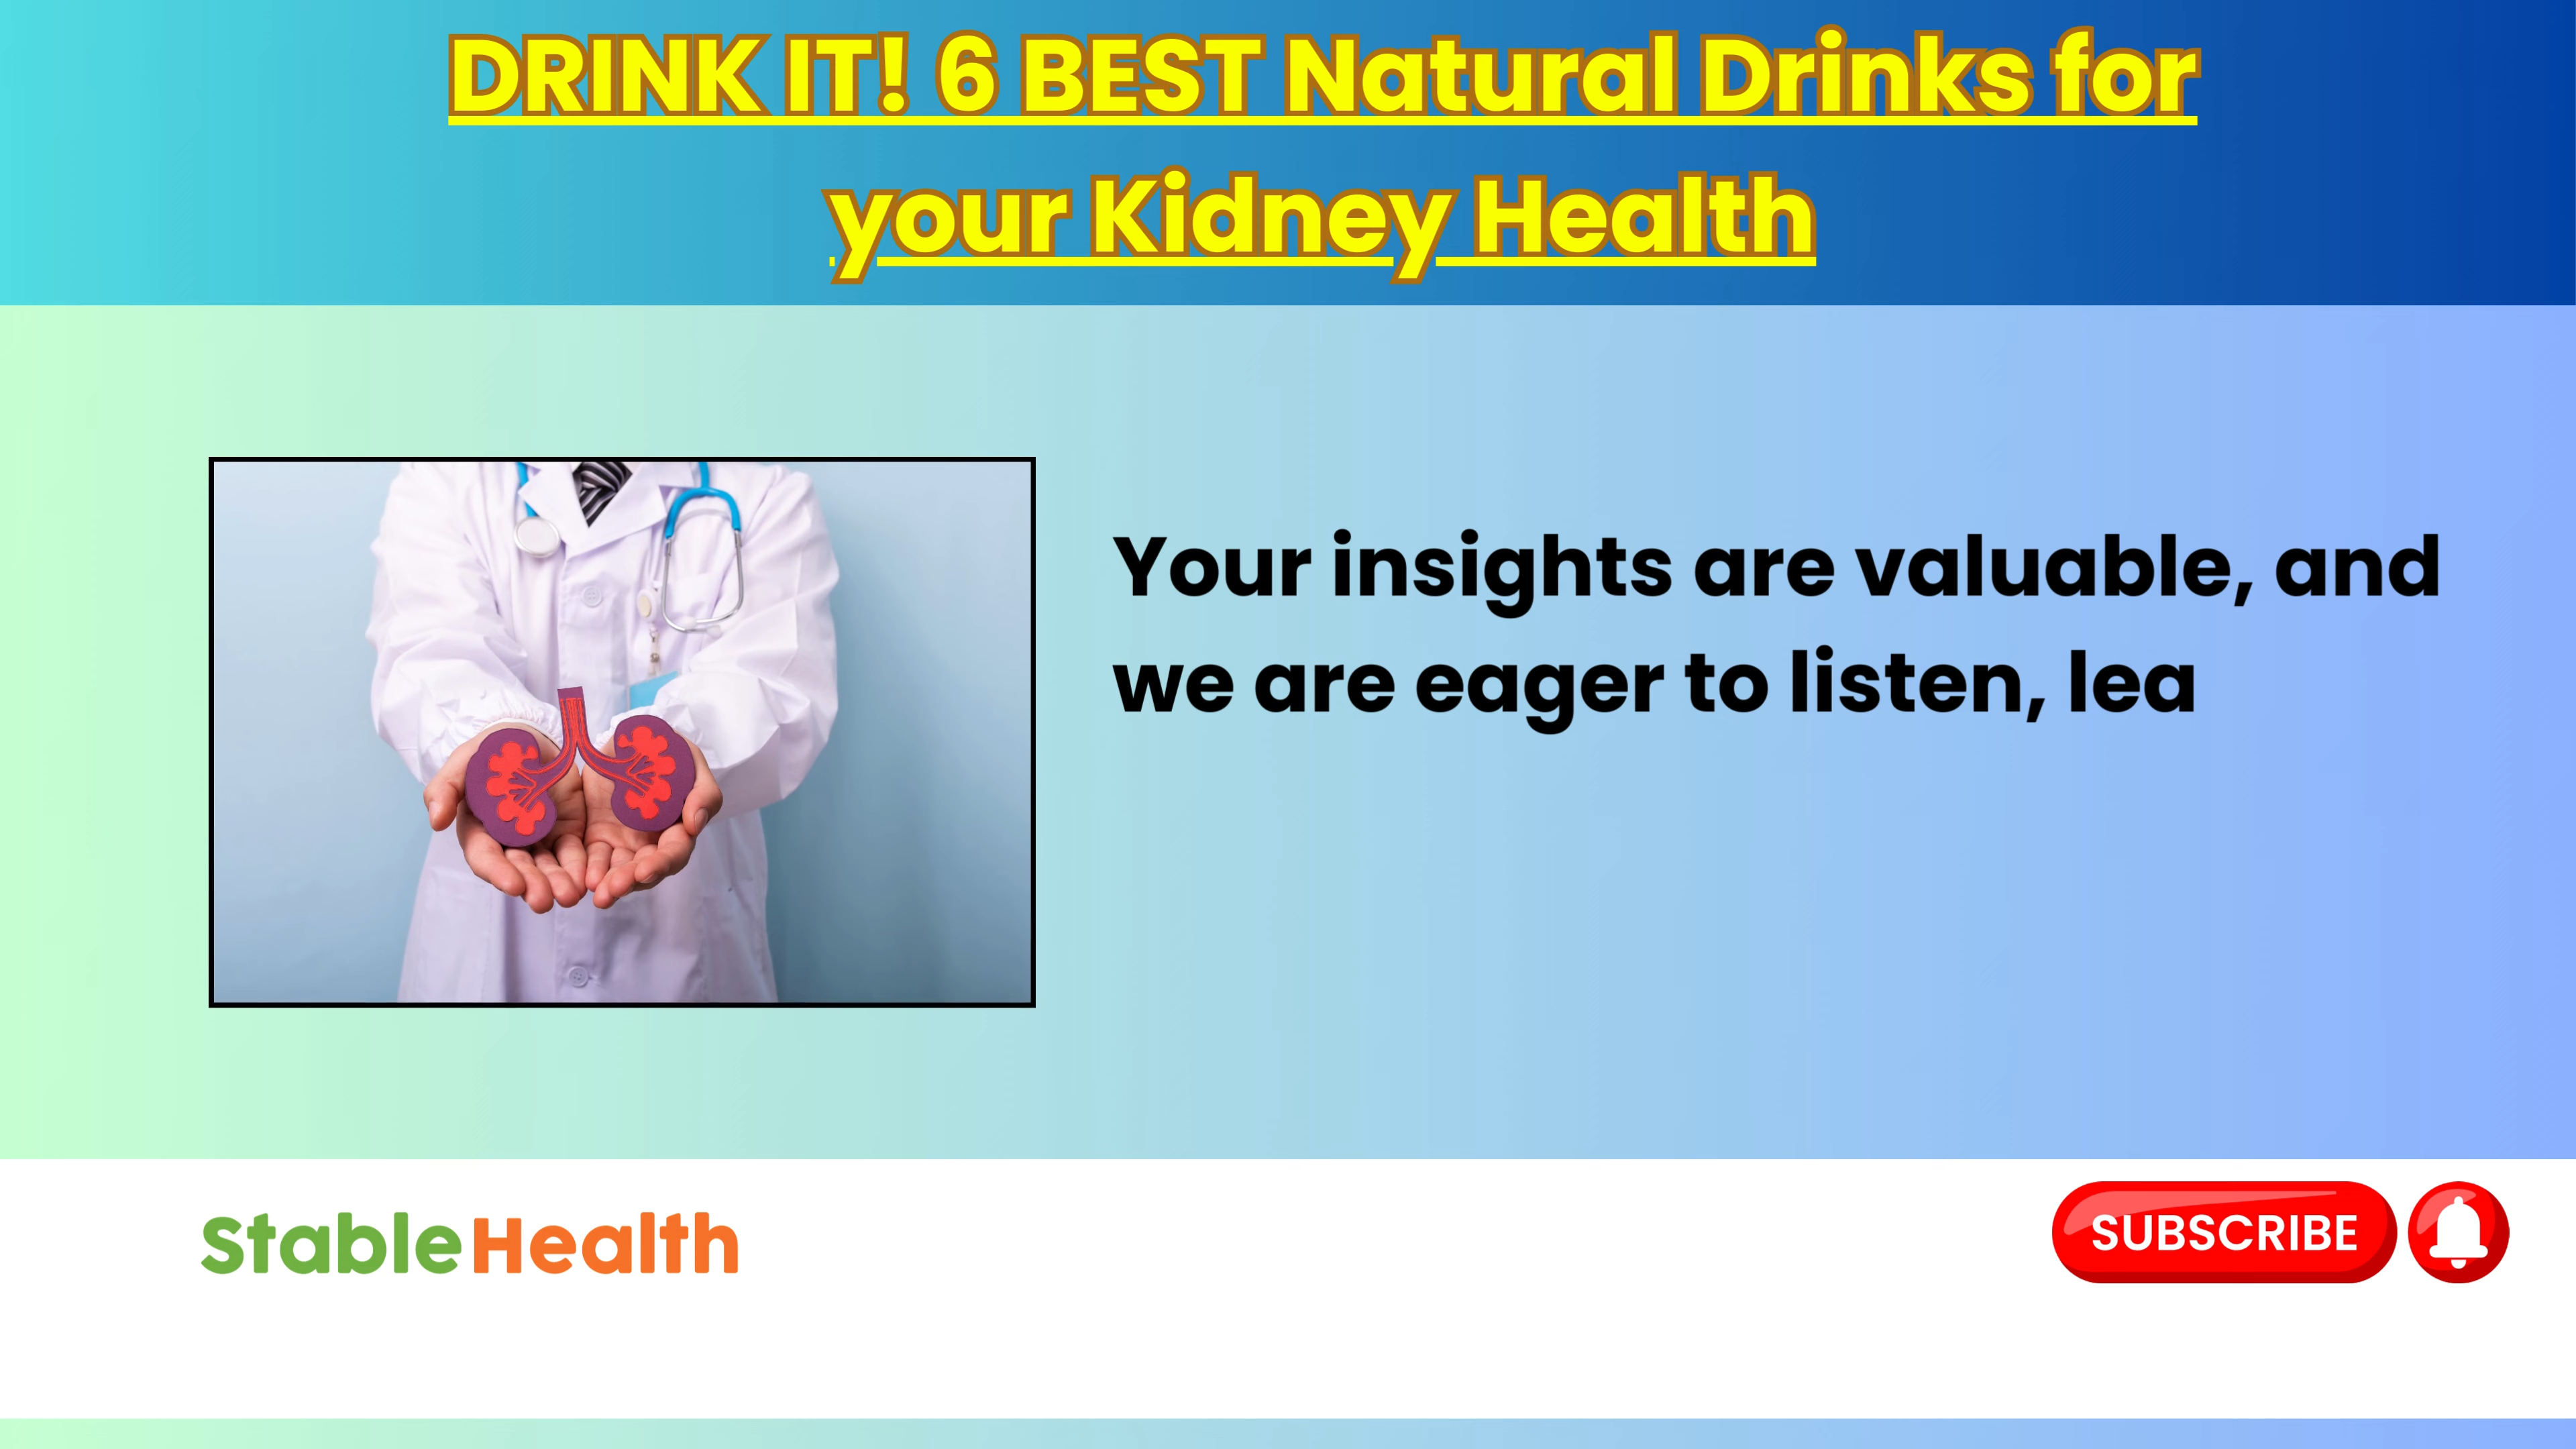 DRINK IT! 6 BEST Natural Drinks for
your Kidney Health
Your insights are valuable, and
we are eager to listen, lea
StableHealth
SUBSCRIBE